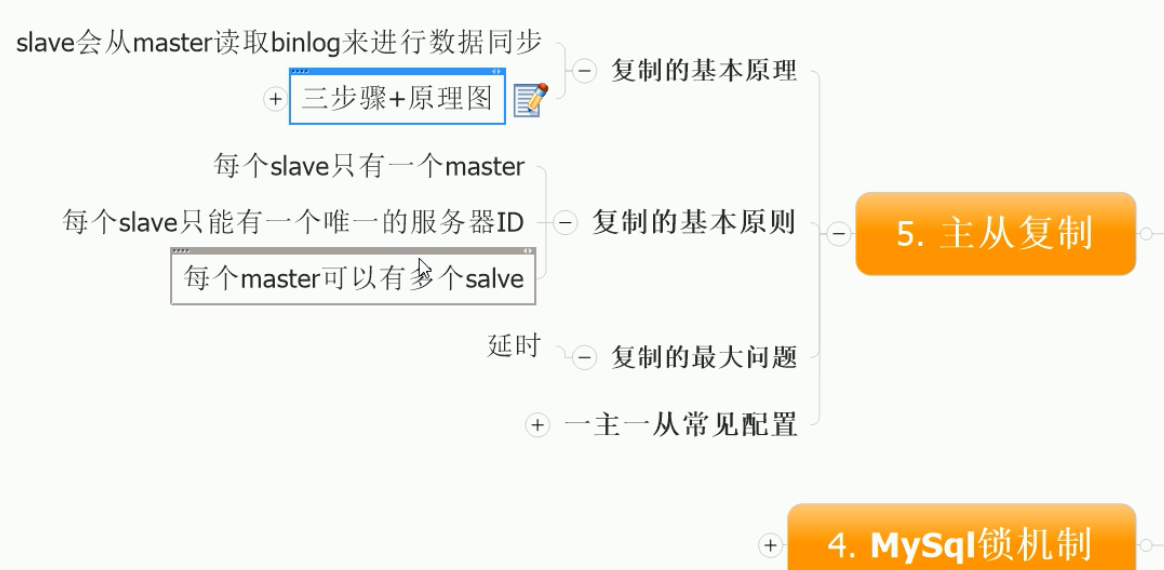 slave会从master读取binlog来进行数据同步
复制的基本原理
三步骤+原理图
每个slave只有一个master
每个slave只能有一个唯一的服务器ID
复制的基本原则
5. 主从复制
每个master可以有多个salve
延时
复制的最大问题
一主一从常见配置
4. MySql锁机制